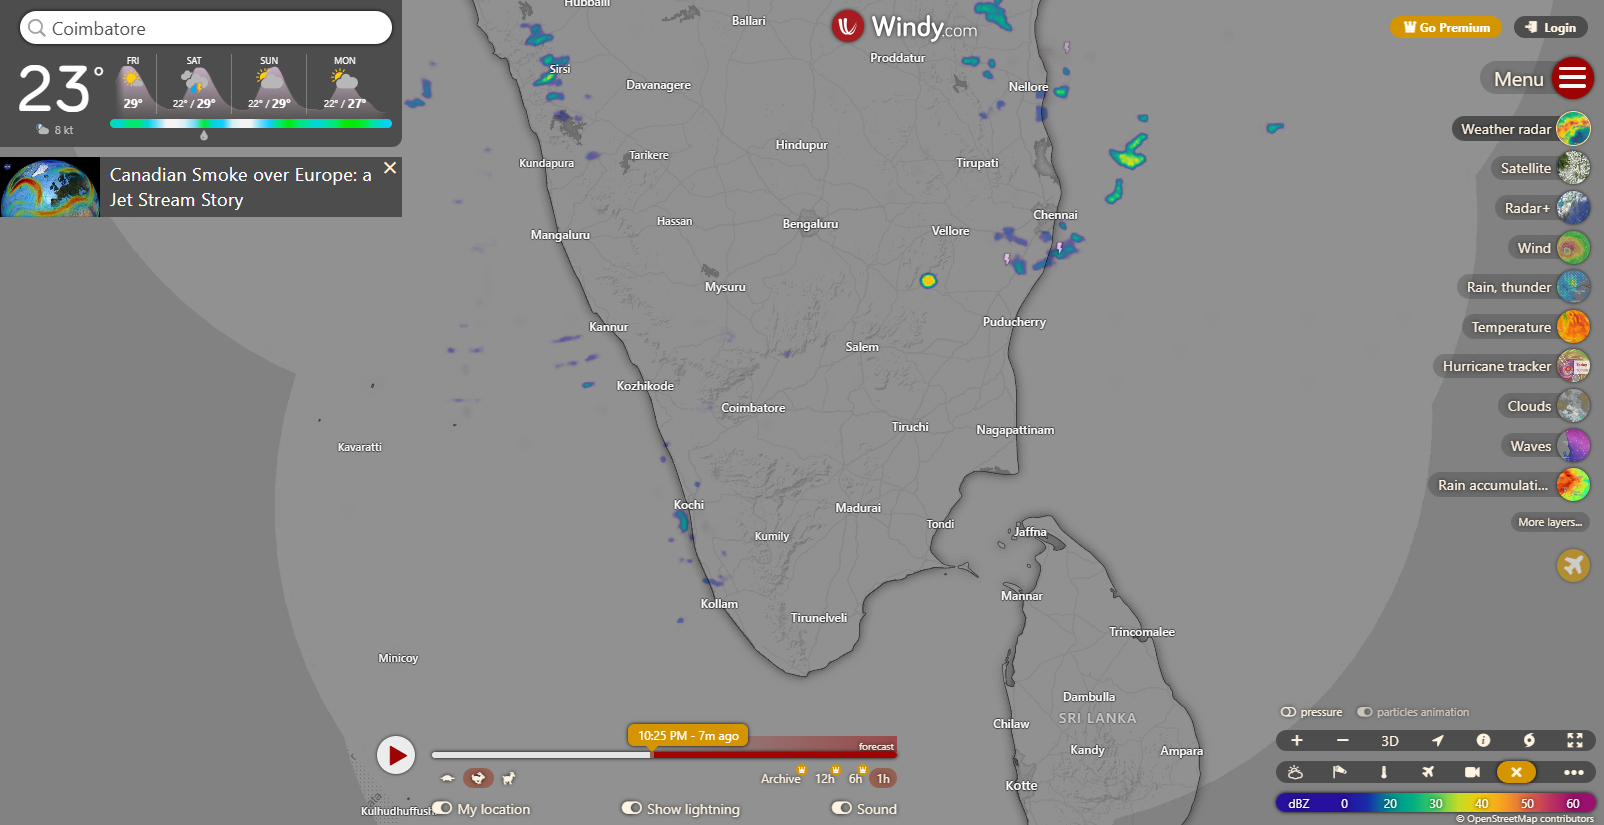 Coimbatore
23°
8 kt
FRI
29°
SAT
22° / 29°
SUN
22° / 29°
MON
22° / 27°
Canadian Smoke over Europe: a
Jet Stream Story
Windy.com
Go Premium
Login
Menu
Weather radar
Satellite
Radar+
Wind
Rain, thunder
Temperature
Hurricane tracker
Clouds
Waves
Rain accumulati...
More layers...
Hubballi
Ballari
Proddatur
Sirsi
Davanagere
Nellore
Kundapura
Tarikere
Hindupur
Tirupati
Hassan
Mangaluru
Bengaluru
Vellore
Chennai
Mysuru
Kannur
Puducherry
Salem
Kozhikode
Coimbatore
Tiruchi
Nagapattinam
Kavaratti
Kochi
Madurai
Tondi
Kumily
Jaffna
Kollam
Mannar
Tirunelveli
Trincomalee
Minicoy
Dambulla
Chilaw
SRI LANKA
Kandy
Ampara
Kotte
Kulhudhuffush
10:25 PM - 7m ago
forecast
Archive
12h
6h
1h
My location
Show lightning
Sound
pressure
particles animation
+
−
3D
dBZ
0
20
30
40
50
60
© OpenStreetMap contributors